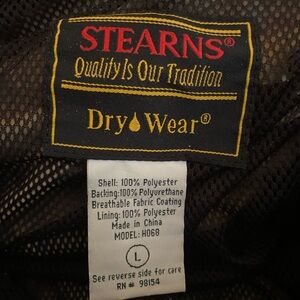 STEARNS®
Quality Is Our Tradition
Dry Wear®
Shell: 100% Polyester
Backing: 100% Polyurethane
Breathable Fabric Coating
Lining: 100% Polyester
Made in China
MODEL: H068
L
See reverse side for care
RN # 98154